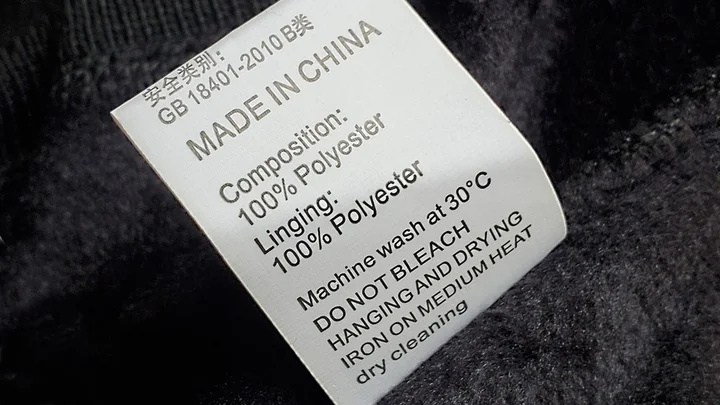 安全类别:
GB 18401-2010 B类
MADE IN CHINA
Composition:
100% Polyester
Linging:
100% Polyester
Machine wash at 30°C
DO NOT BLEACH
HANGING AND DRYING
IRON ON MEDIUM HEAT
dry cleaning